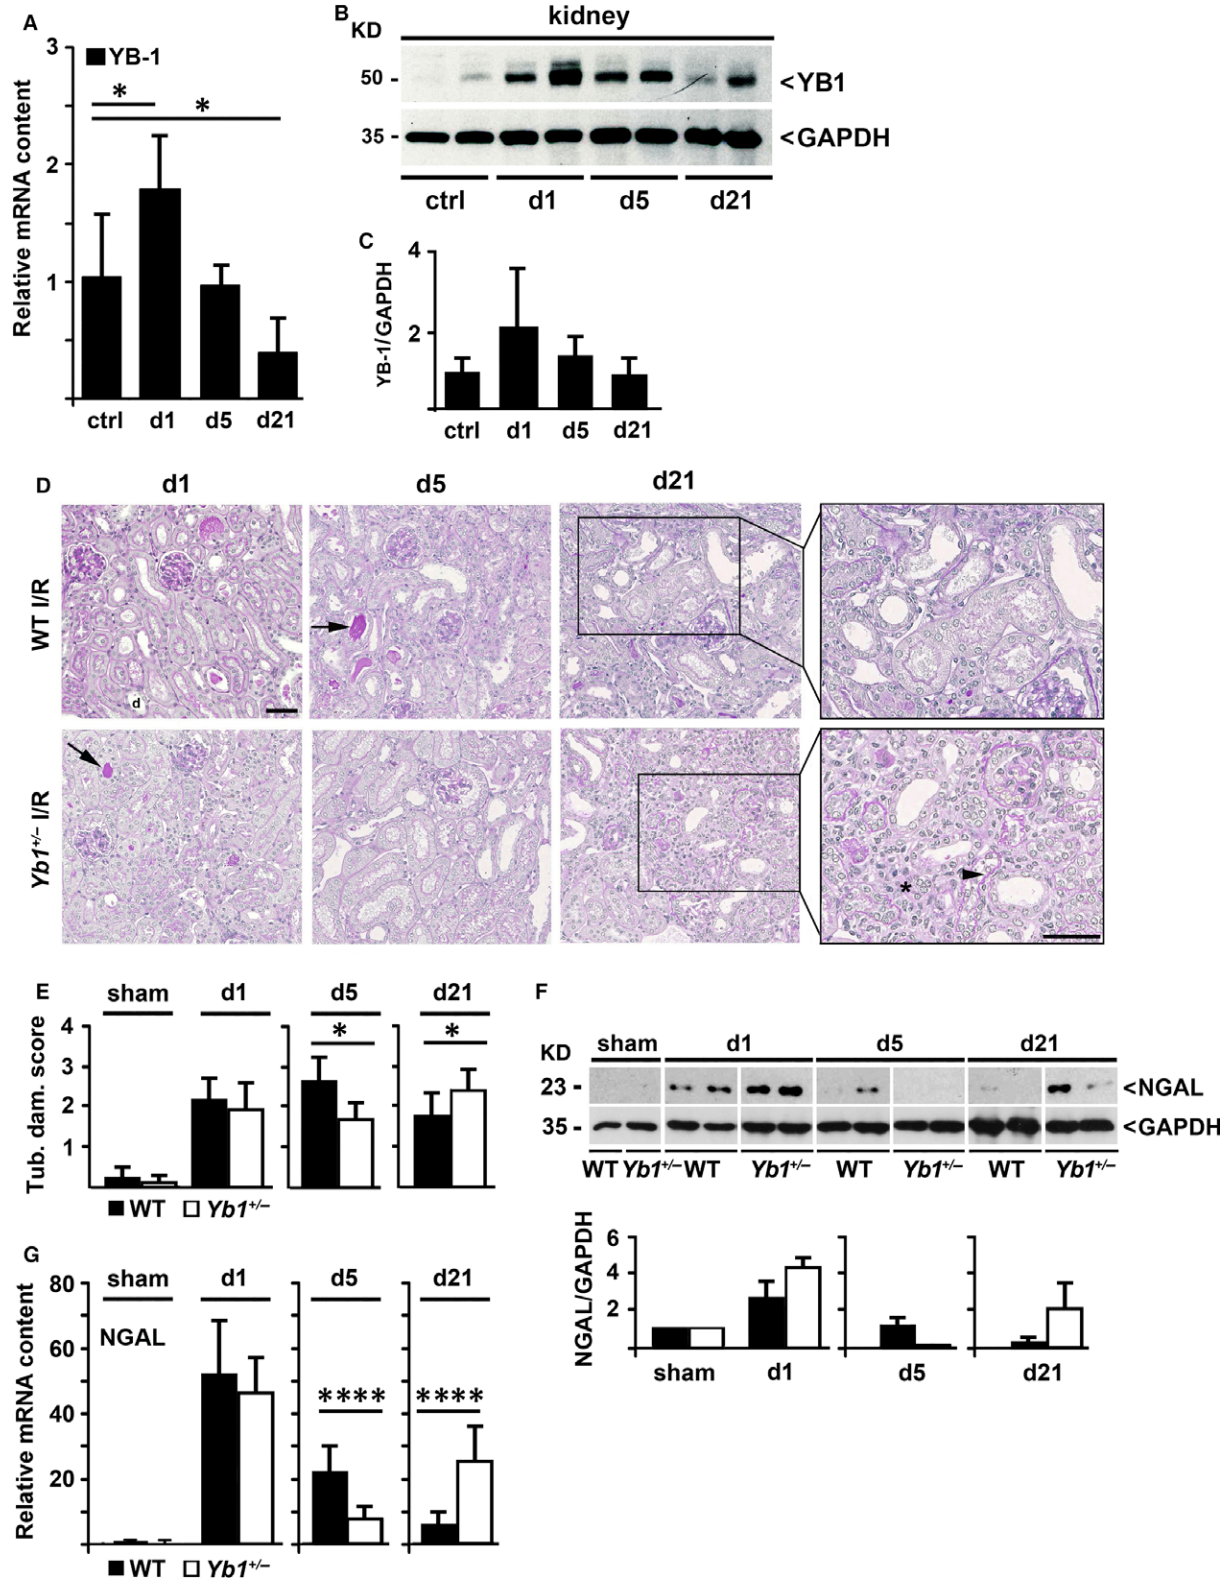 A
3
2
1
Relative mRNA content
YB-1
*
*
ctrl d1 d5 d21
B
KD
kidney
50 -
<YB1
35 -
<GAPDH
ctrl d1 d5 d21
C
4
2
YB-1/GAPDH
ctrl d1 d5 d21
D
d1 d5 d21
WT I/R
d
Yb1+/– I/R
*
E
sham d1 d5 d21
4
3
2
1
Tub. dam. score
*
*
WT Yb1+/–
F
KD
sham d1 d5 d21
23 -
<NGAL
35 -
<GAPDH
WT Yb1+/– WT Yb1+/– WT Yb1+/– WT Yb1+/–
NGAL/GAPDH
6
4
2
sham d1 d5 d21
G
sham d1 d5 d21
80
60
40
20
Relative mRNA content
NGAL
****
****
WT Yb1+/–